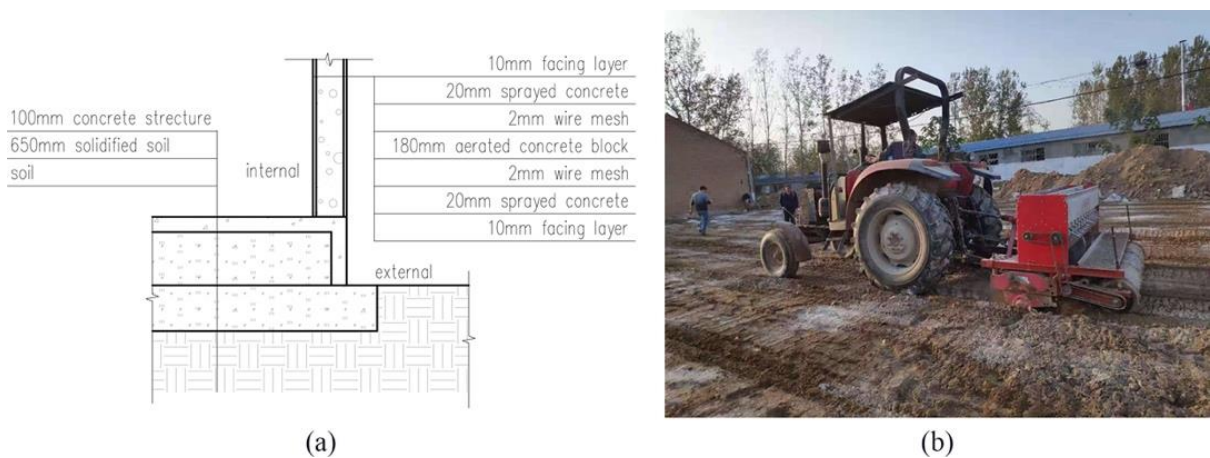 10mm facing layer
20mm sprayed concrete
2mm wire mesh
180mm aerated concrete block
2mm wire mesh
20mm sprayed concrete
10mm facing layer
100mm concrete strecture
650mm solidified soil
soil
internal
external
(a)
(b)